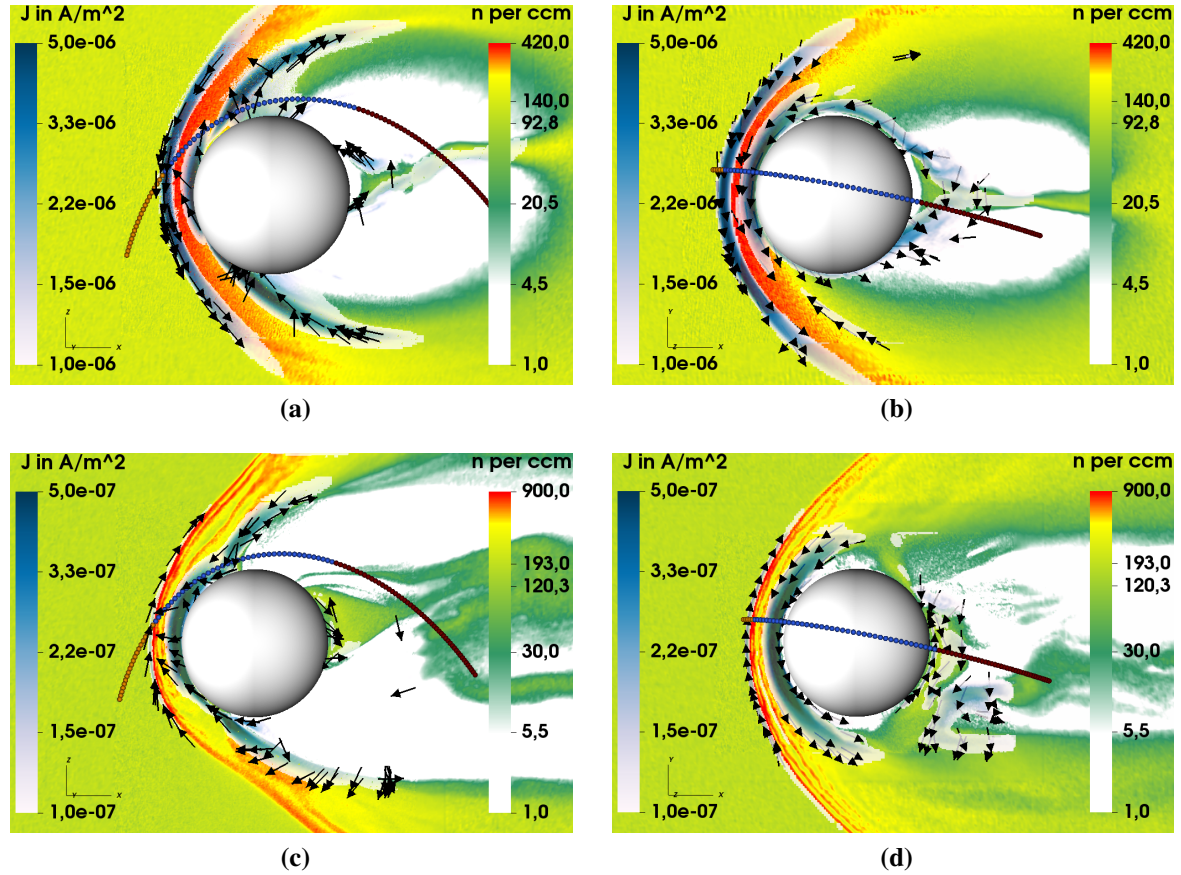 J in A/m^2 n per ccm
5,0e-06 420,0
3,3e-06 140,0
92,8
2,2e-06 20,5
1,5e-06 4,5
z
Y X
1,0e-06 1,0
(a)
J in A/m^2 n per ccm
5,0e-06 420,0
3,3e-06 140,0
92,8
2,2e-06 20,5
1,5e-06 4,5
Y
Z X
1,0e-06 1,0
(b)
J in A/m^2 n per ccm
5,0e-07 900,0
3,3e-07 193,0
120,3
2,2e-07 30,0
1,5e-07 5,5
z
Y X
1,0e-07 1,0
(c)
J in A/m^2 n per ccm
5,0e-07 900,0
3,3e-07 193,0
120,3
2,2e-07 30,0
1,5e-07 5,5
Y
Z X
1,0e-07 1,0
(d)